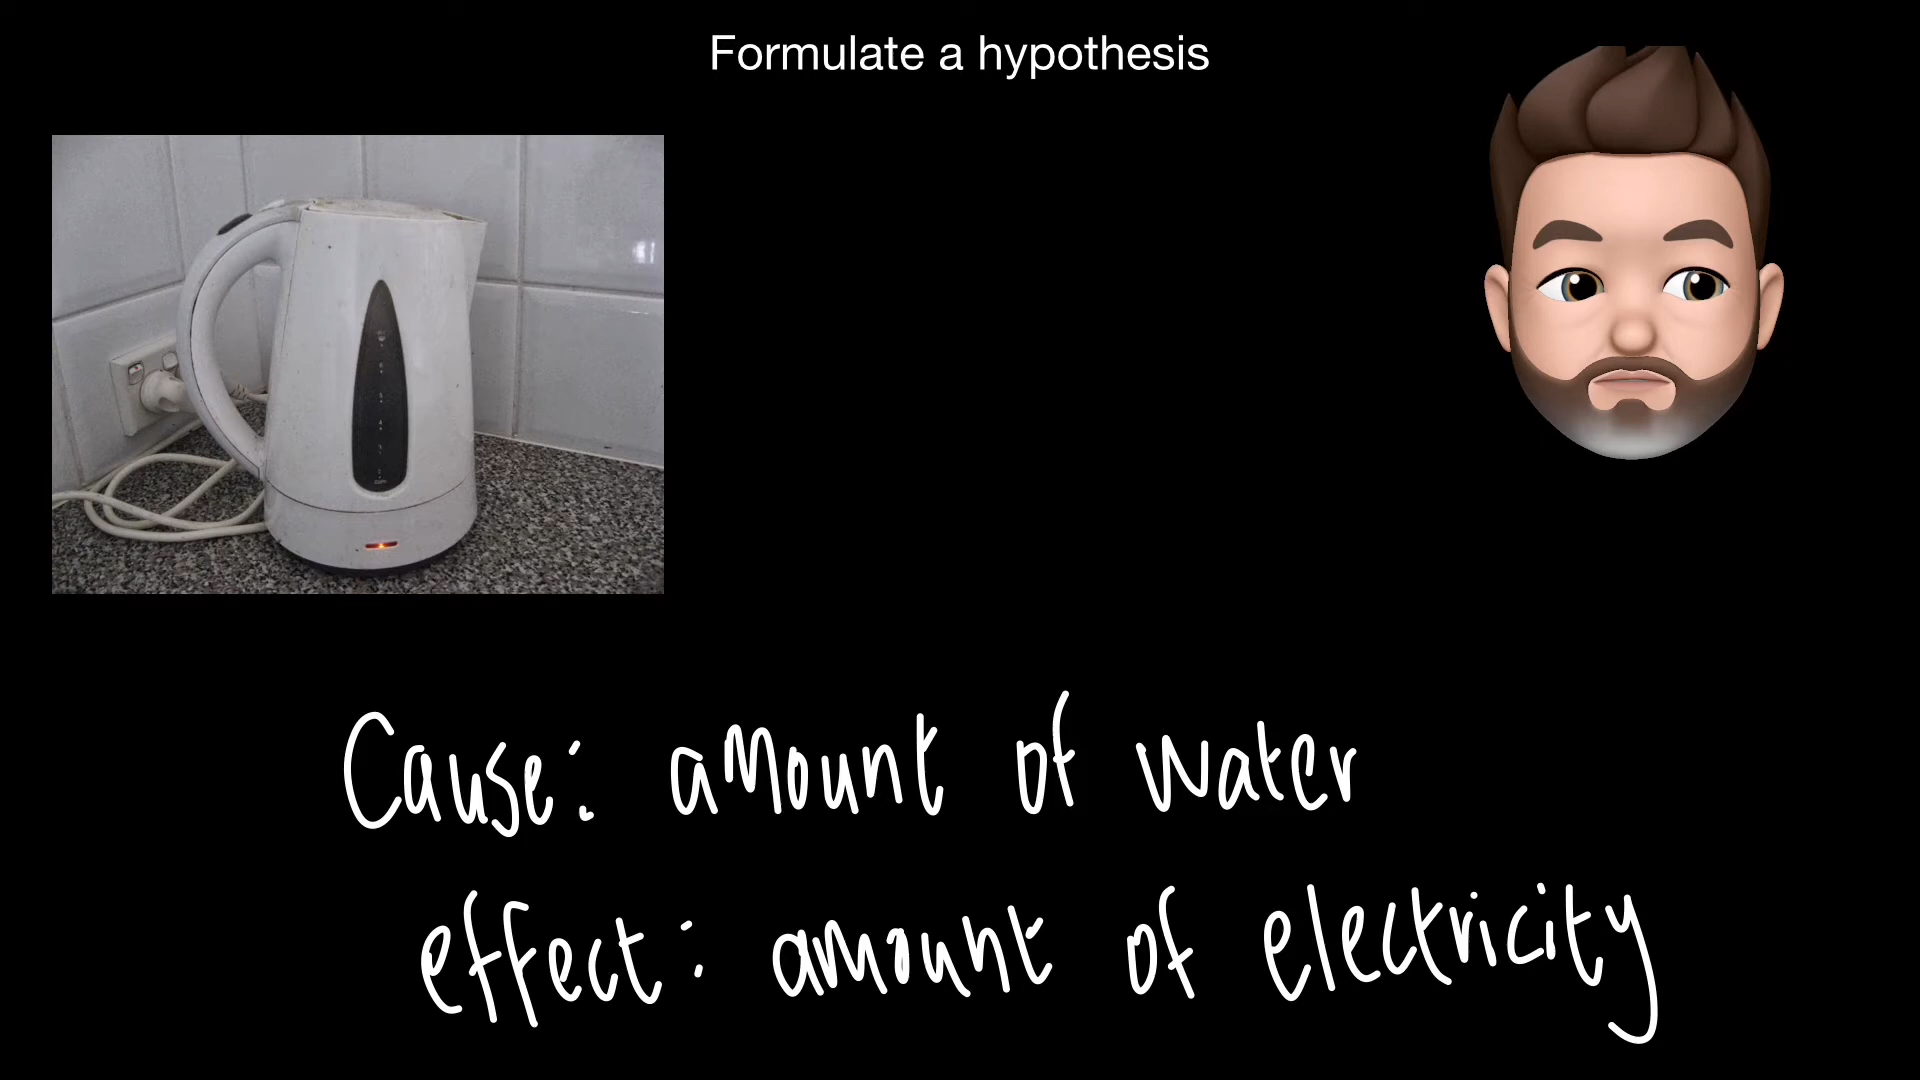 Formulate a hypothesis
Cause: amount of water
effect: amount of electricity